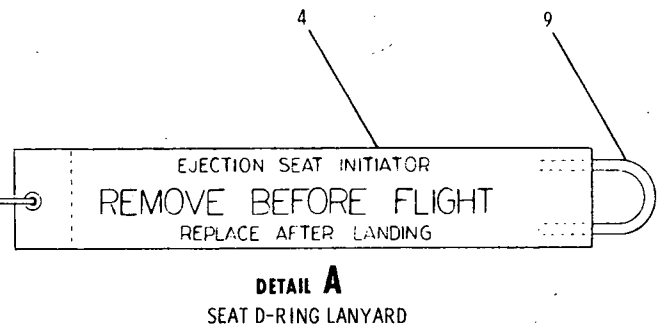 4
9
EJECTION SEAT INITIATOR
REMOVE BEFORE FLIGHT
REPLACE AFTER LANDING
DETAIL A
SEAT D-RING LANYARD